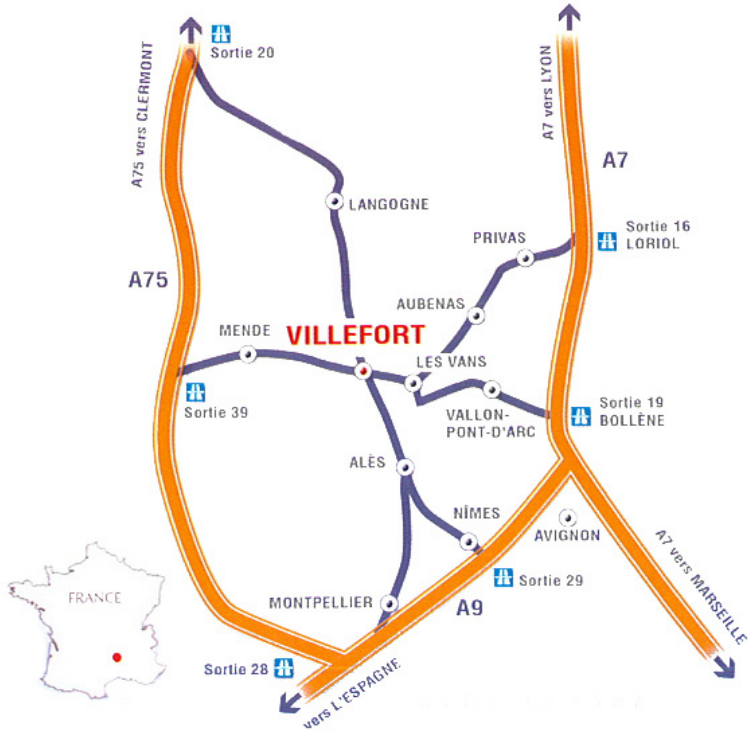 Sortie 20
A75 vers CLERMONT
A7 vers LYON
A7
LANGOGNE
Sortie 16
LORIOL
PRIVAS
A75
AUBENAS
MENDE
VILLEFORT
LES VANS
Sortie 39
VALLON-
PONT-D'ARC
Sortie 19
BOLLÈNE
ALÈS
NÎMES
AVIGNON
A7 vers MARSEILLE
Sortie 29
FRANCE
MONTPELLIER
A9
Sortie 28
vers L'ESPAGNE